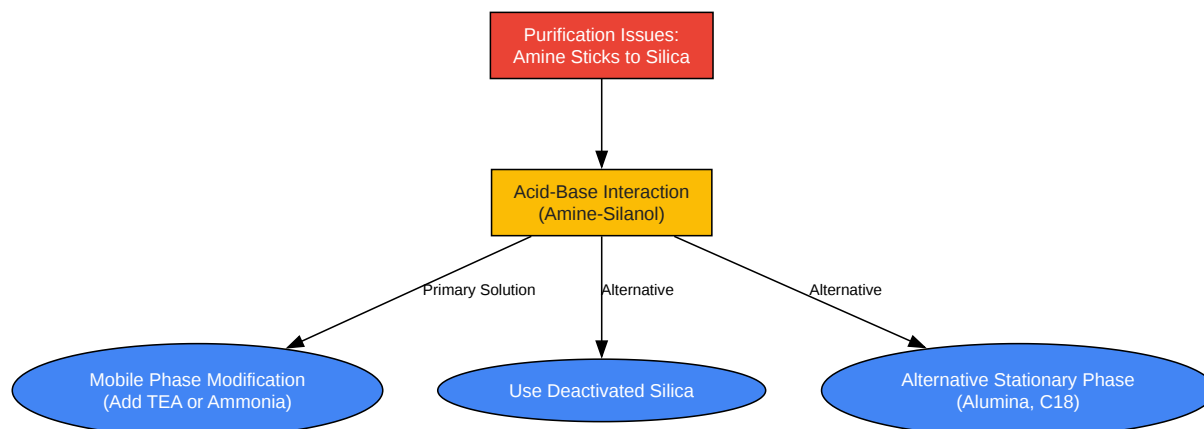 Purification Issues:
Amine Sticks to Silica
Acid-Base Interaction
(Amine-Silanol)
Primary Solution
Alternative
Alternative
Mobile Phase Modification
(Add TEA or Ammonia)
Use Deactivated Silica
Alternative Stationary Phase
(Alumina, C18)